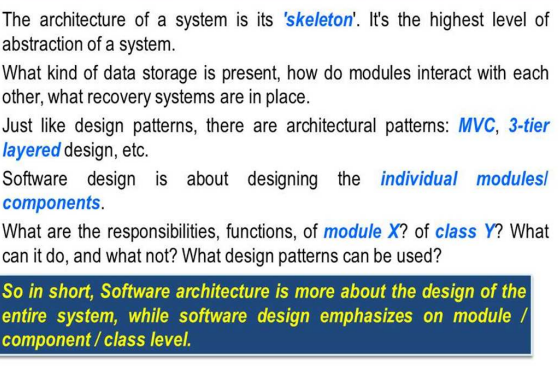 The architecture of a system is its 'skeleton'. It's the highest level of
abstraction of a system.
What kind of data storage is present, how do modules interact with each
other, what recovery systems are in place.
Just like design patterns, there are architectural patterns: MVC, 3-tier
layered design, etc.
Software design is about designing the individual modules/
components.
What are the responsibilities, functions, of module X? of class Y? What
can it do, and what not? What design patterns can be used?
So in short, Software architecture is more about the design of the
entire system, while software design emphasizes on module /
component / class level.